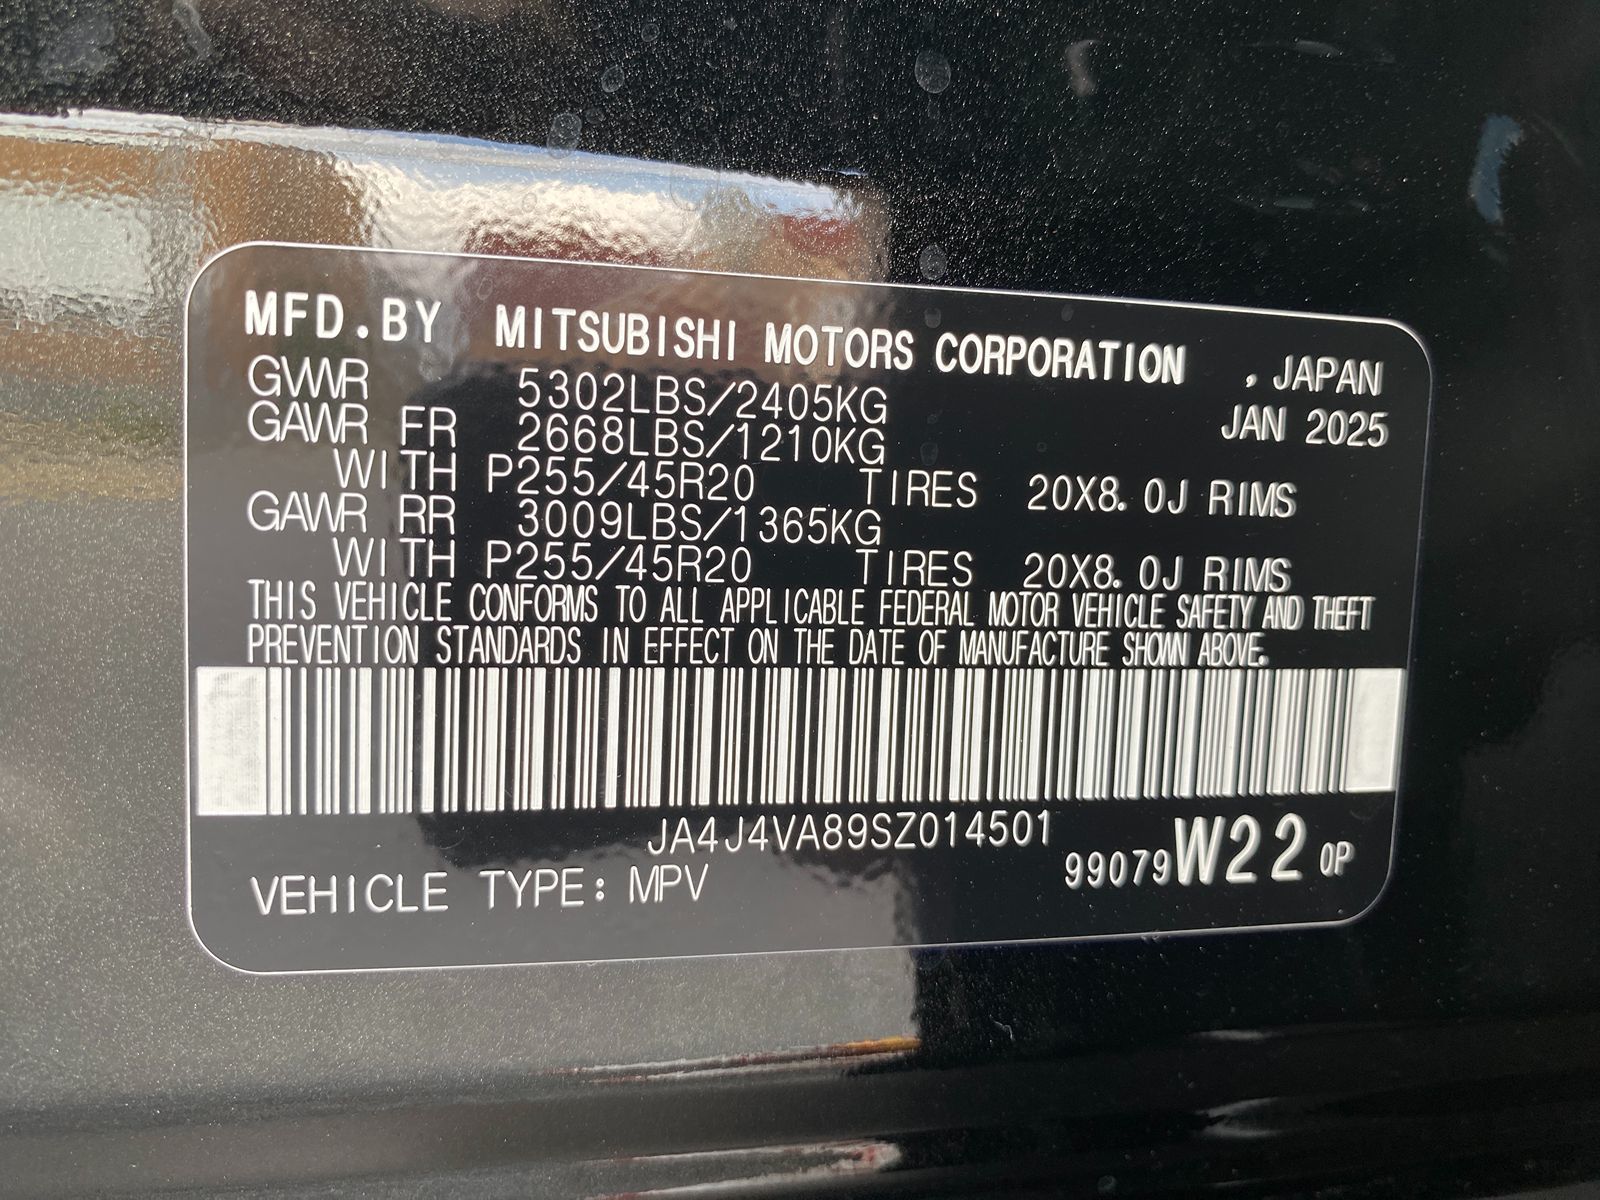 MFD.BY MITSUBISHI MOTORS CORPORATION , JAPAN
GVWR 5302LBS/2405KG JAN 2025
GAWR FR 2668LBS/1210KG
WITH P255/45R20 TIRES 20X8.0J RIMS
GAWR RR 3009LBS/1365KG
WITH P255/45R20 TIRES 20X8.0J RIMS
THIS VEHICLE CONFORMS TO ALL APPLICABLE FEDERAL MOTOR VEHICLE SAFETY AND THEFT
PREVENTION STANDARDS IN EFFECT ON THE DATE OF MANUFACTURE SHOWN ABOVE.
JA4J4VA89SZ014501
VEHICLE TYPE: MPV 99079W22 0P